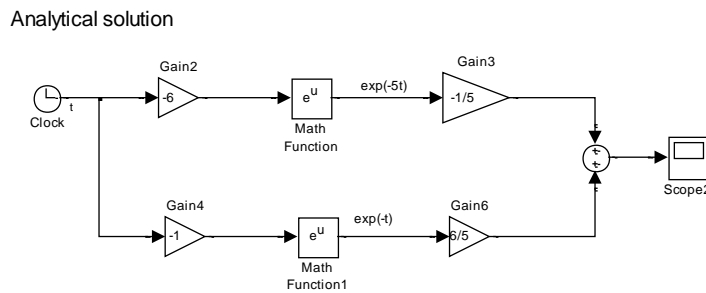 Analytical solution
Gain2
Gain3
-6
e^u
exp(-5t)
-1/5
t
Clock
Math
Function
+
+
Scope2
Gain4
Gain6
-1
e^u
exp(-t)
6/5
Math
Function1